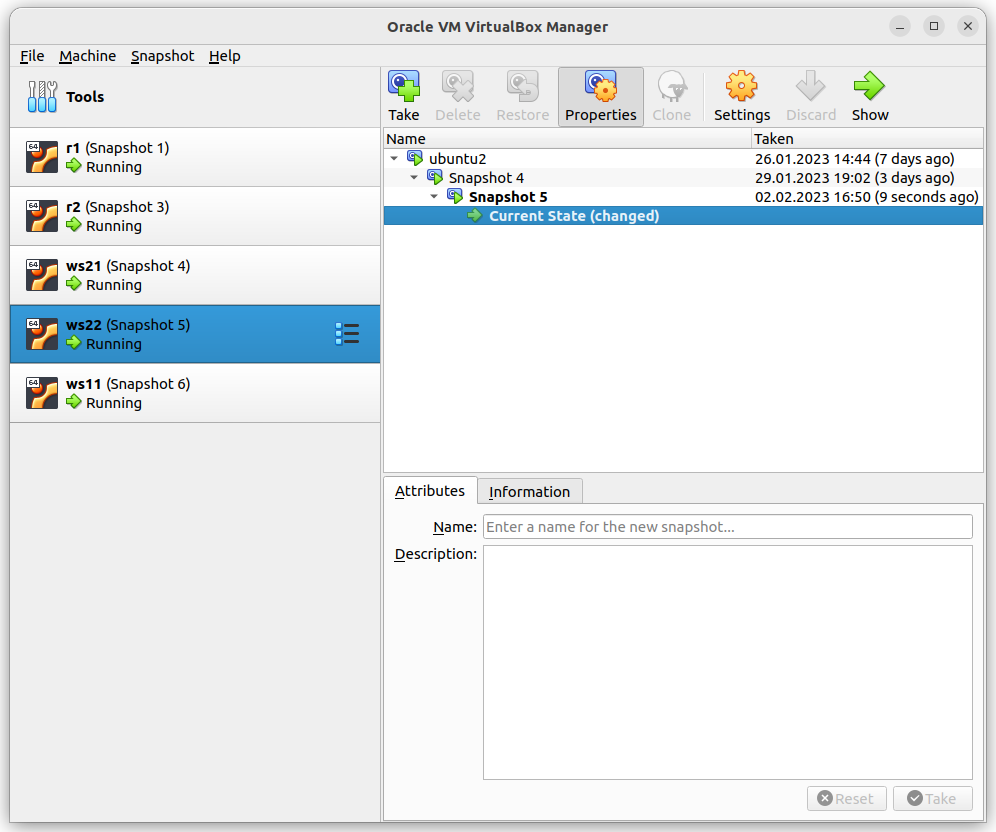 Oracle VM VirtualBox Manager
File Machine Snapshot Help
Tools
Take Delete Restore Properties Clone Settings Discard Show
64 r1 (Snapshot 1)
Running
64 r2 (Snapshot 3)
Running
64 ws21 (Snapshot 4)
Running
64 ws22 (Snapshot 5)
Running
64 ws11 (Snapshot 6)
Running
Name Taken
ubuntu2 26.01.2023 14:44 (7 days ago)
Snapshot 4 29.01.2023 19:02 (3 days ago)
Snapshot 5 02.02.2023 16:50 (9 seconds ago)
Current State (changed)
Attributes Information
Name: Enter a name for the new snapshot...
Description:
Reset Take